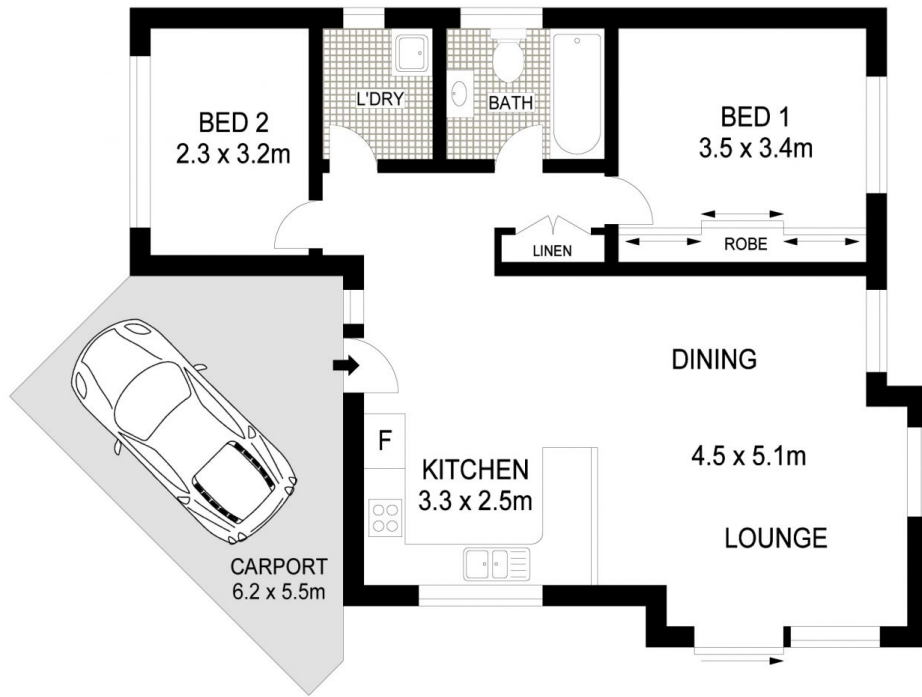 BED 2
2.3 x 3.2m
L'DRY
BATH
BED 1
3.5 x 3.4m
LINEN
ROBE
DINING
F
KITCHEN
3.3 x 2.5m
4.5 x 5.1m
LOUNGE
CARPORT
6.2 x 5.5m